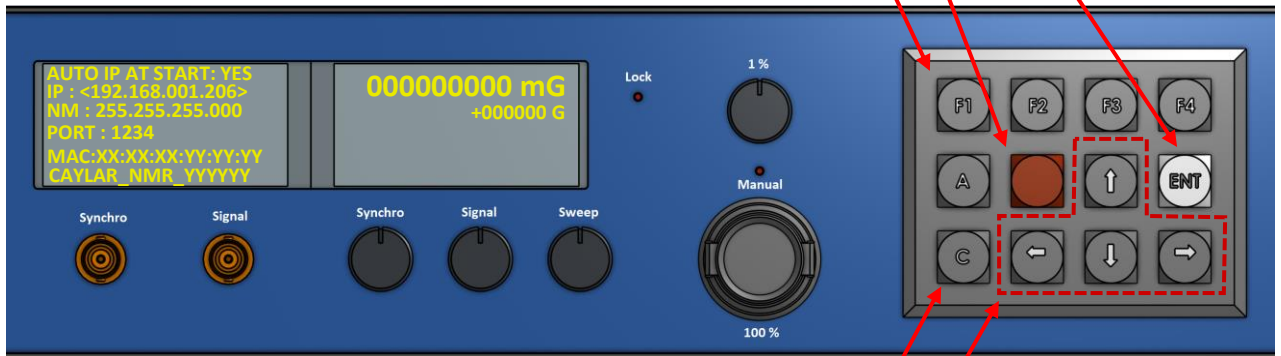 AUTO IP AT START: YES
IP : <192.168.001.206>
NM : 255.255.255.000
PORT : 1234
MAC:XX:XX:XX:YY:YY:YY
CAYLAR_NMR_YYYYYY
000000000 mG
+000000 G
Lock
1 %
Manual
100 %
Synchro
Signal
Synchro
Signal
Sweep
F1
F2
F3
F4
A
↑
ENT
C
←
↓
→